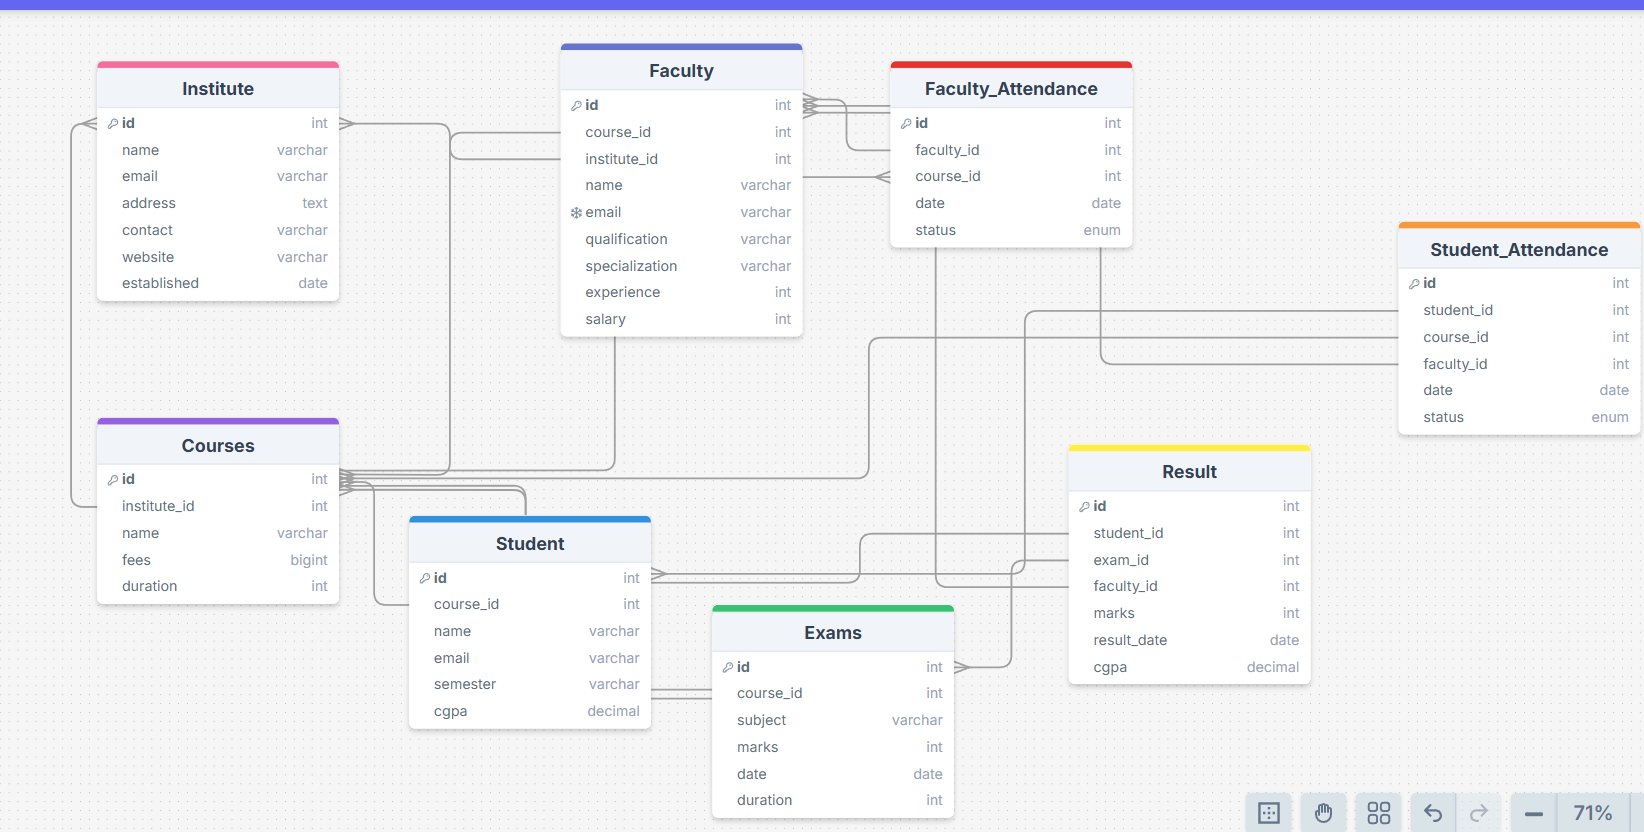 Institute
id int
name varchar
email varchar
address text
contact varchar
website varchar
established date
Faculty
id int
course_id int
institute_id int
name varchar
email varchar
qualification varchar
specialization varchar
experience int
salary int
Faculty_Attendance
id int
faculty_id int
course_id int
date date
status enum
Student_Attendance
id int
student_id int
course_id int
faculty_id int
date date
status enum
Courses
id int
institute_id int
name varchar
fees bigint
duration int
Student
id int
course_id int
name varchar
email varchar
semester varchar
cgpa decimal
Exams
id int
course_id int
subject varchar
marks int
date date
duration int
Result
id int
student_id int
exam_id int
faculty_id int
marks int
result_date date
cgpa decimal
71%